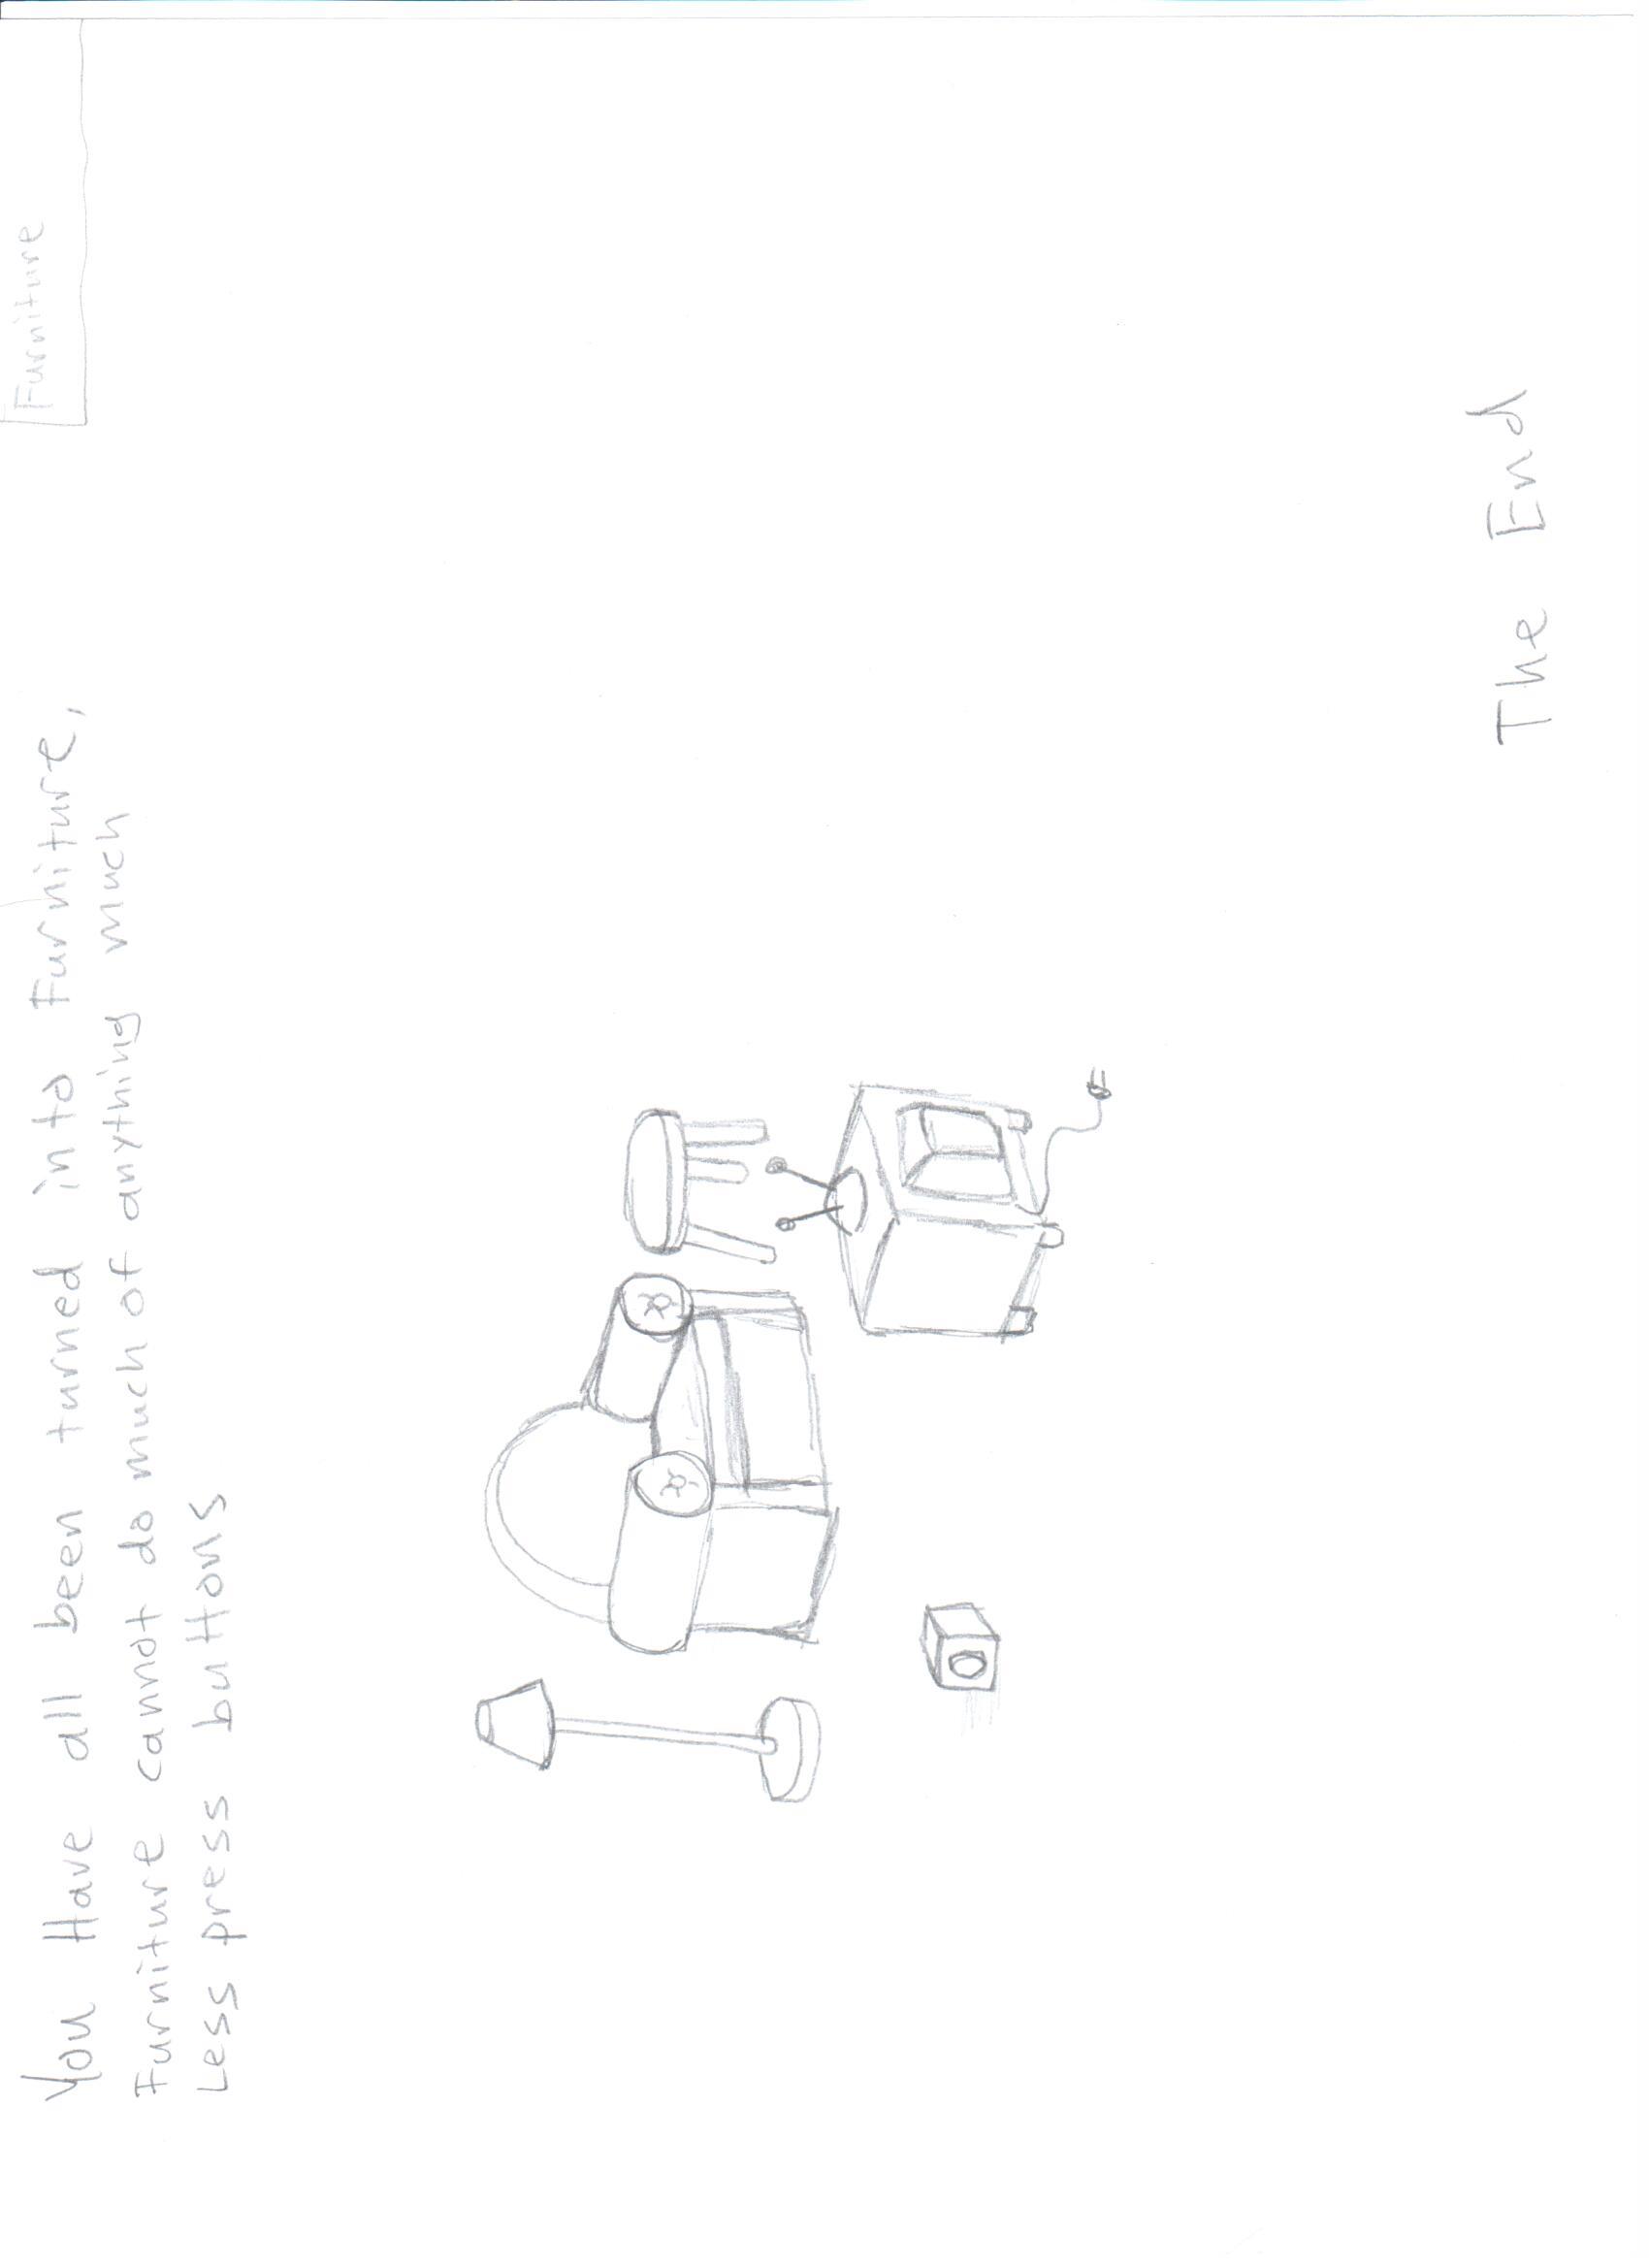 Furniture
You Have all been turned into Furniture,
Furniture cannot do much of anything much
Less press buttons
The End